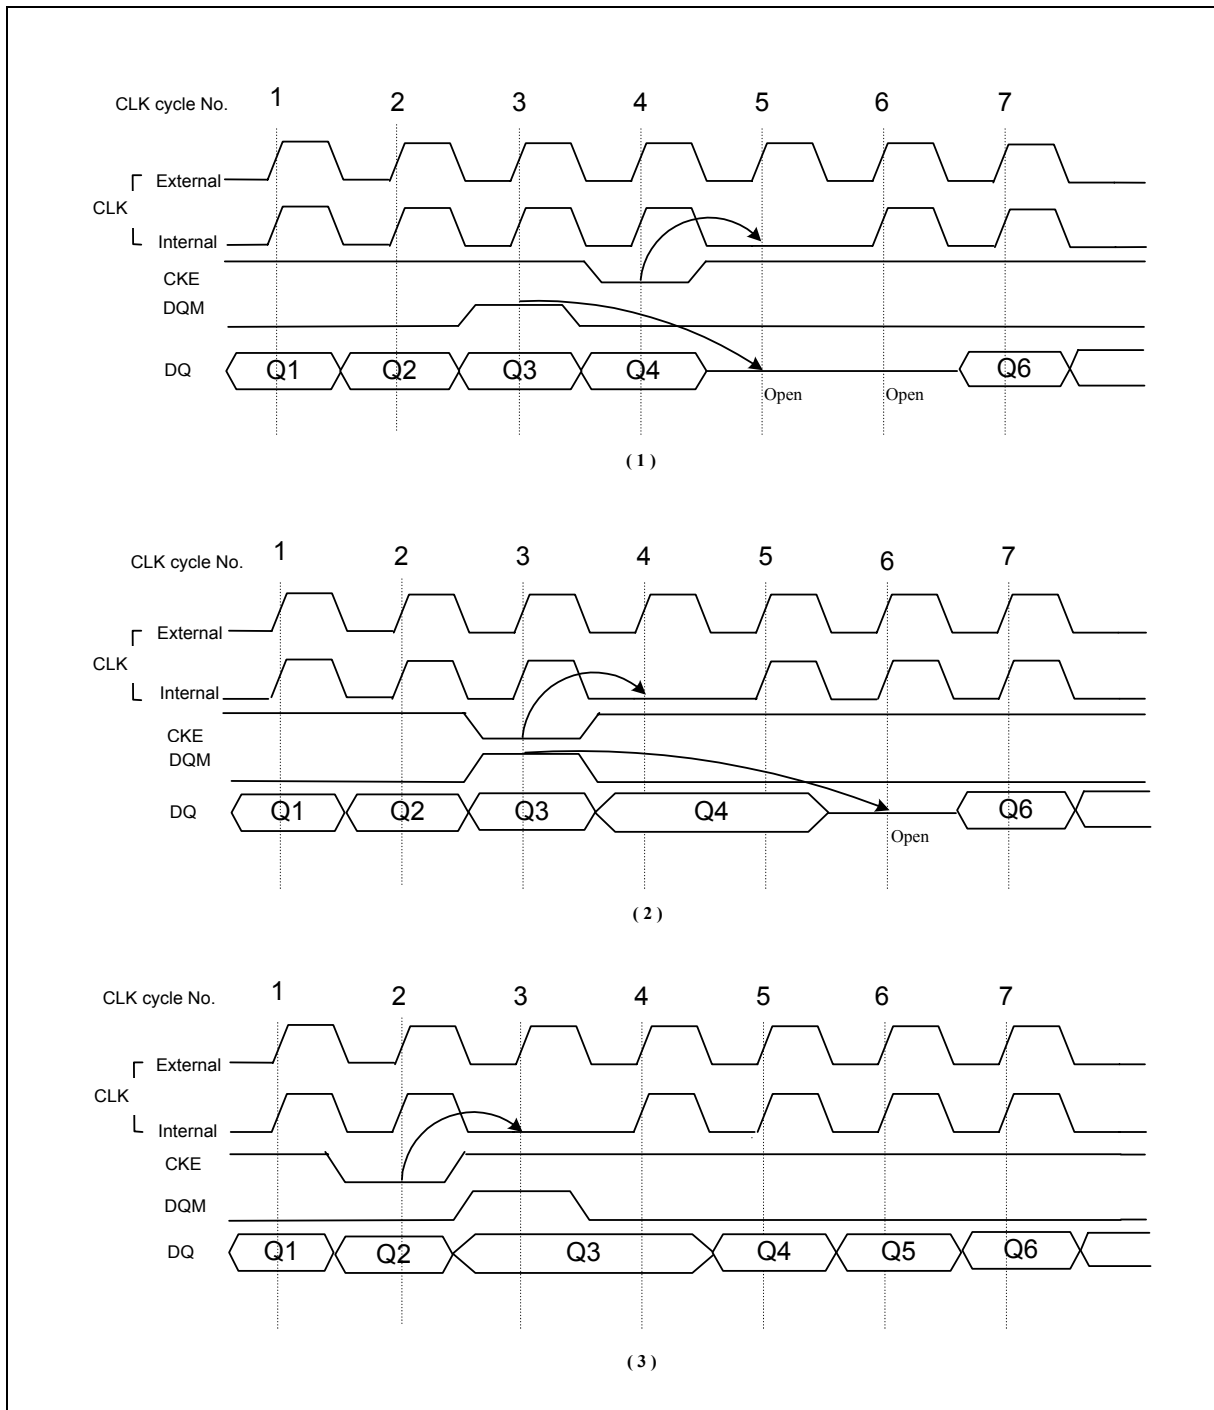 CLK cycle No. 1 2 3 4 5 6 7
External
CLK
Internal
CKE
DQM
DQ Q1 Q2 Q3 Q4 Q6
Open Open
( 1 )
CLK cycle No. 1 2 3 4 5 6 7
External
CLK
Internal
CKE
DQM
DQ Q1 Q2 Q3 Q4 Q6
Open
( 2 )
CLK cycle No. 1 2 3 4 5 6 7
External
CLK
Internal
CKE
DQM
DQ Q1 Q2 Q3 Q4 Q5 Q6
( 3 )